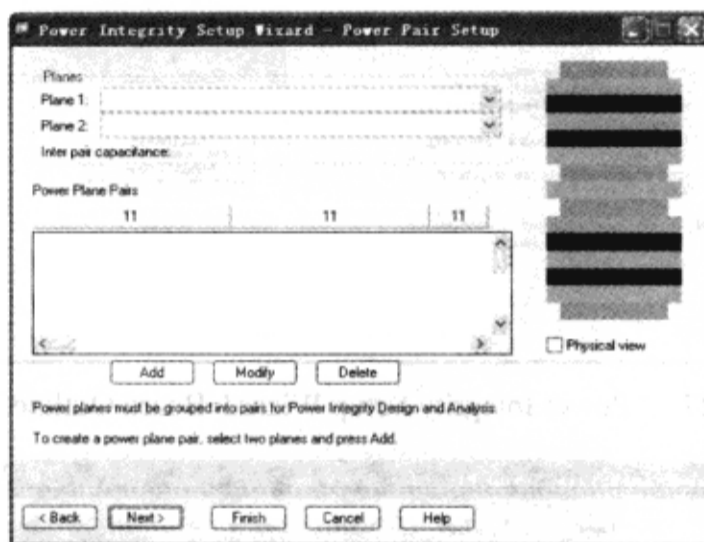 Power Integrity Setup Wizard - Power Pair Setup
Planes
Plane 1:
Plane 2:
Inter pair capacitance:
Power Plane Pairs
11 11 11
Physical view
Add Modify Delete
Power planes must be grouped into pairs for Power Integrity Design and Analysis.
To create a power plane pair, select two planes and press Add.
< Back Next > Finish Cancel Help